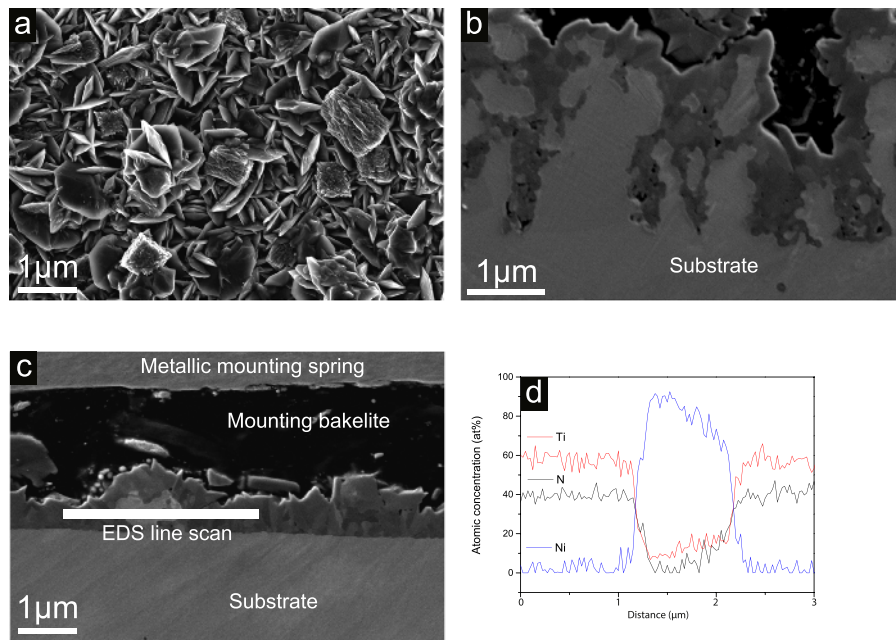 a
1μm
b
Substrate
1μm
c
Metallic mounting spring
Mounting bakelite
EDS line scan
Substrate
1μm
d
100
80
60
40
20
0
Atomic concentration (at%)
Ti
N
Ni
0
1
2
3
Distance (μm)